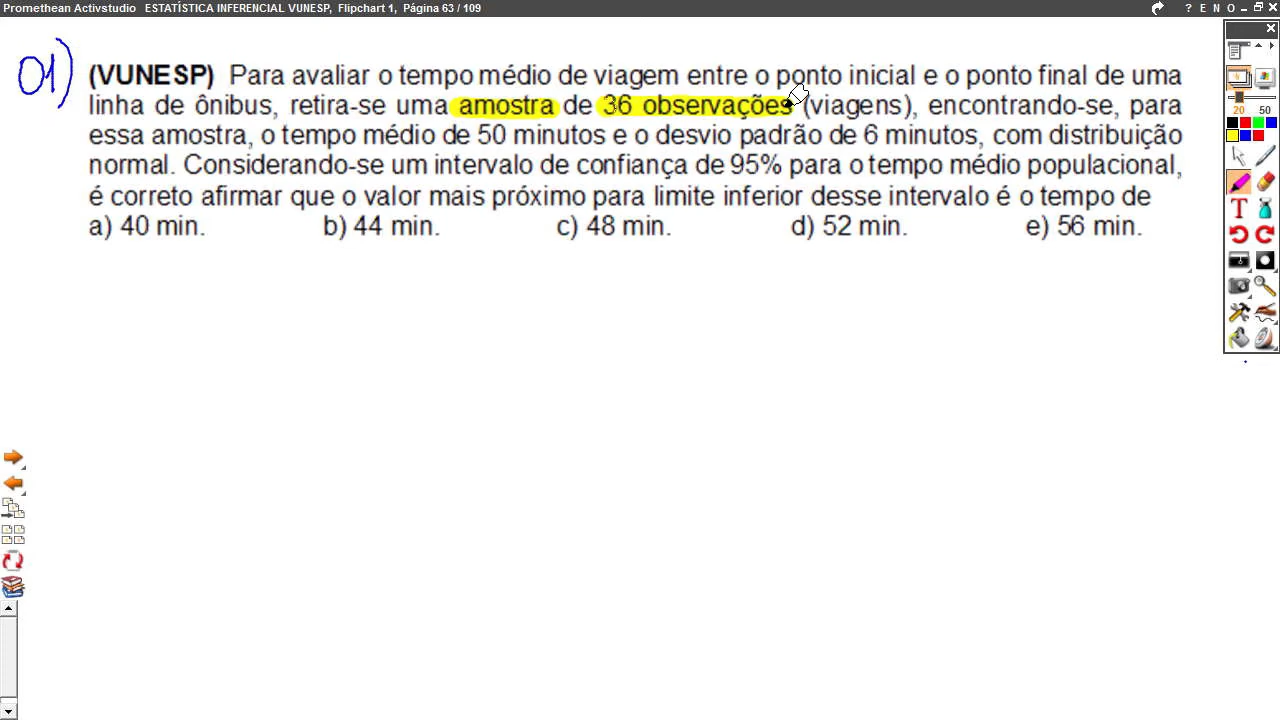 Promethean Activstudio ESTATÍSTICA INFERENCIAL VUNESP, Flipchart 1, Página 63 / 109
? E N O
01)
(VUNESP) Para avaliar o tempo médio de viagem entre o ponto inicial e o ponto final de uma
linha de ônibus, retira-se uma amostra de 36 observações (viagens), encontrando-se, para
essa amostra, o tempo médio de 50 minutos e o desvio padrão de 6 minutos, com distribuição
normal. Considerando-se um intervalo de confiança de 95% para o tempo médio populacional,
é correto afirmar que o valor mais próximo para limite inferior desse intervalo é o tempo de
a) 40 min. b) 44 min. c) 48 min. d) 52 min. e) 56 min.
20 50
T